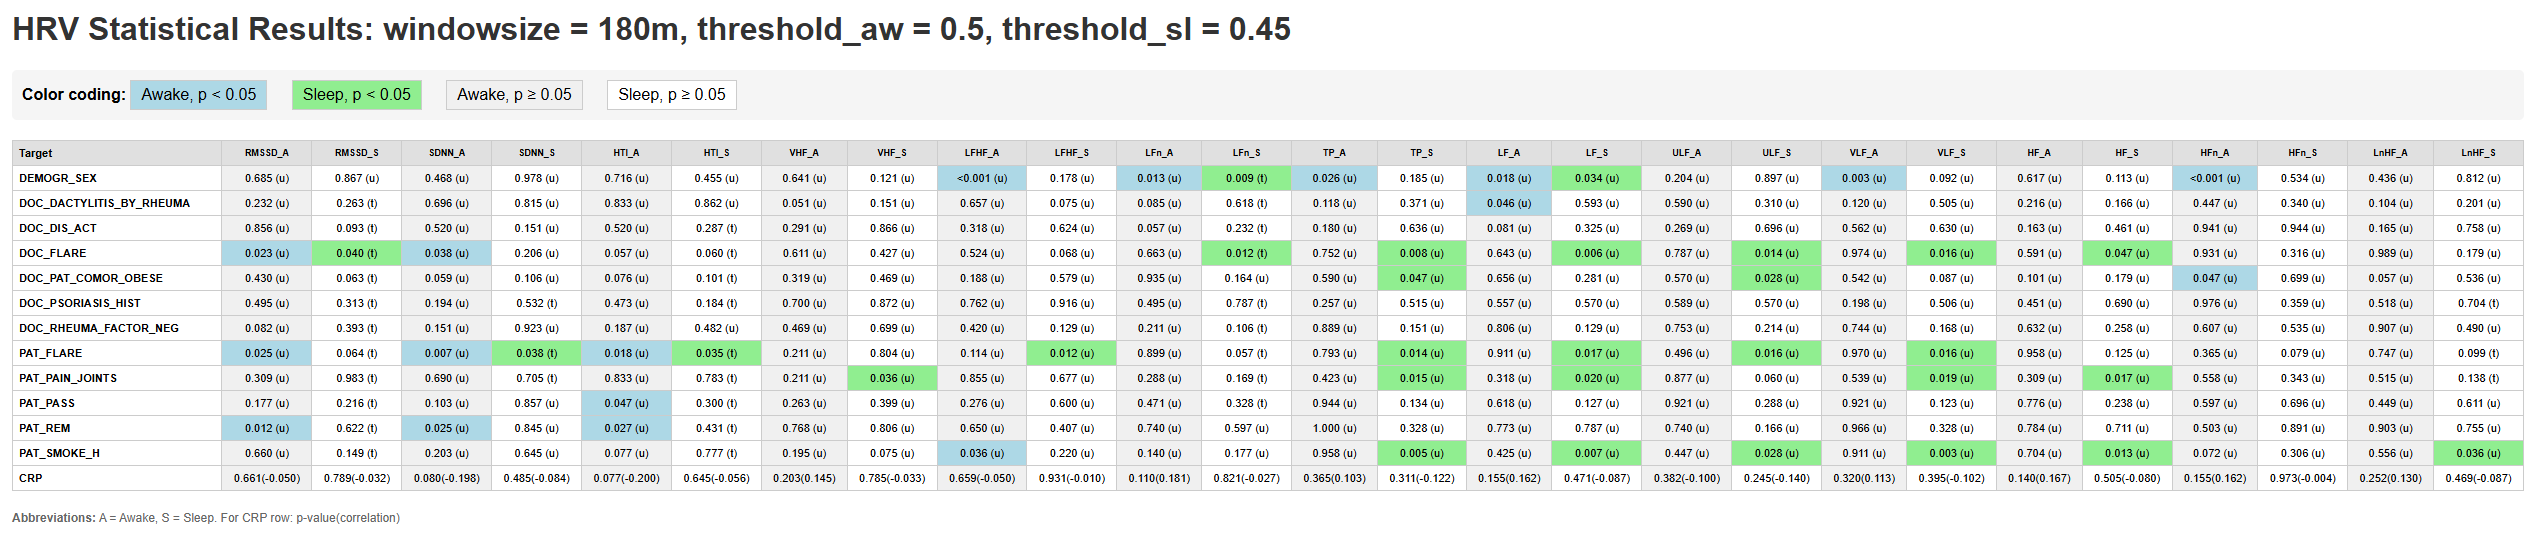 HRV Statistical Results: windowsize = 180m, threshold_aw = 0.5, threshold_sl = 0.45
Color coding: Awake, p < 0.05 Sleep, p < 0.05 Awake, p ≥ 0.05 Sleep, p ≥ 0.05
Target RMSSD_A RMSSD_S SDNN_A SDNN_S HTI_A HTI_S VHF_A VHF_S LFHF_A LFHF_S LFn_A LFn_S TP_A TP_S LF_A LF_S ULF_A ULF_S VLF_A VLF_S HF_A HF_S HFn_A HFn_S LnHF_A LnHF_S
DEMOGR_SEX 0.685 (u) 0.867 (u) 0.468 (u) 0.978 (u) 0.716 (u) 0.455 (u) 0.641 (u) 0.121 (u) <0.001 (u) 0.178 (u) 0.013 (u) 0.009 (t) 0.026 (u) 0.185 (u) 0.018 (u) 0.034 (u) 0.204 (u) 0.897 (u) 0.003 (u) 0.092 (u) 0.617 (u) 0.113 (u) <0.001 (u) 0.534 (u) 0.436 (u) 0.812 (u)
DOC_DACTYLITIS_BY_RHEUMA 0.232 (u) 0.263 (t) 0.696 (u) 0.815 (u) 0.833 (u) 0.862 (u) 0.051 (u) 0.151 (u) 0.657 (u) 0.075 (u) 0.085 (u) 0.618 (t) 0.118 (u) 0.371 (u) 0.046 (u) 0.593 (u) 0.590 (u) 0.310 (u) 0.120 (u) 0.505 (u) 0.216 (u) 0.166 (u) 0.447 (u) 0.340 (u) 0.104 (u) 0.201 (u)
DOC_DIS_ACT 0.856 (u) 0.093 (t) 0.520 (u) 0.151 (u) 0.520 (u) 0.287 (t) 0.291 (u) 0.866 (u) 0.318 (u) 0.624 (u) 0.057 (u) 0.232 (t) 0.180 (u) 0.636 (u) 0.081 (u) 0.325 (u) 0.269 (u) 0.696 (u) 0.562 (u) 0.630 (u) 0.163 (u) 0.461 (u) 0.941 (u) 0.944 (u) 0.165 (u) 0.758 (u)
DOC_FLARE 0.023 (u) 0.040 (t) 0.038 (u) 0.206 (u) 0.057 (u) 0.060 (t) 0.611 (u) 0.427 (u) 0.524 (u) 0.068 (u) 0.663 (u) 0.012 (t) 0.752 (u) 0.008 (u) 0.643 (u) 0.006 (u) 0.787 (u) 0.014 (u) 0.974 (u) 0.016 (u) 0.591 (u) 0.047 (u) 0.931 (u) 0.316 (u) 0.989 (u) 0.179 (u)
DOC_PAT_COMOR_OBESE 0.430 (u) 0.063 (t) 0.059 (u) 0.106 (u) 0.076 (u) 0.101 (t) 0.319 (u) 0.469 (u) 0.188 (u) 0.579 (u) 0.935 (u) 0.164 (u) 0.590 (u) 0.047 (u) 0.656 (u) 0.281 (u) 0.570 (u) 0.028 (u) 0.542 (u) 0.087 (u) 0.101 (u) 0.179 (u) 0.047 (u) 0.699 (u) 0.057 (u) 0.536 (u)
DOC_PSORIASIS_HIST 0.495 (u) 0.313 (t) 0.194 (u) 0.532 (t) 0.473 (u) 0.184 (t) 0.700 (u) 0.872 (u) 0.762 (u) 0.916 (u) 0.495 (u) 0.787 (t) 0.257 (u) 0.515 (u) 0.557 (u) 0.570 (u) 0.589 (u) 0.570 (u) 0.198 (u) 0.506 (u) 0.451 (u) 0.690 (u) 0.976 (u) 0.359 (u) 0.518 (u) 0.704 (t)
DOC_RHEUMA_FACTOR_NEG 0.082 (u) 0.393 (t) 0.151 (u) 0.923 (u) 0.187 (u) 0.482 (u) 0.469 (u) 0.699 (u) 0.420 (u) 0.129 (u) 0.211 (u) 0.106 (t) 0.889 (u) 0.151 (u) 0.806 (u) 0.129 (u) 0.753 (u) 0.214 (u) 0.744 (u) 0.168 (u) 0.632 (u) 0.258 (u) 0.607 (u) 0.535 (u) 0.907 (u) 0.490 (u)
PAT_FLARE 0.025 (u) 0.064 (t) 0.007 (u) 0.038 (t) 0.018 (u) 0.035 (t) 0.211 (u) 0.804 (u) 0.114 (u) 0.012 (u) 0.899 (u) 0.057 (t) 0.793 (u) 0.014 (u) 0.911 (u) 0.017 (u) 0.496 (u) 0.016 (u) 0.970 (u) 0.016 (u) 0.958 (u) 0.125 (u) 0.365 (u) 0.079 (u) 0.747 (u) 0.099 (t)
PAT_PAIN_JOINTS 0.309 (u) 0.983 (t) 0.690 (u) 0.705 (t) 0.833 (u) 0.783 (t) 0.211 (u) 0.036 (u) 0.855 (u) 0.677 (u) 0.288 (u) 0.169 (t) 0.423 (u) 0.015 (u) 0.318 (u) 0.020 (u) 0.877 (u) 0.060 (u) 0.539 (u) 0.019 (u) 0.309 (u) 0.017 (u) 0.558 (u) 0.343 (u) 0.515 (u) 0.138 (t)
PAT_PASS 0.177 (u) 0.216 (t) 0.103 (u) 0.857 (u) 0.047 (u) 0.300 (t) 0.263 (u) 0.399 (u) 0.276 (u) 0.600 (u) 0.471 (u) 0.328 (t) 0.944 (u) 0.134 (u) 0.618 (u) 0.127 (u) 0.921 (u) 0.288 (u) 0.921 (u) 0.123 (u) 0.776 (u) 0.238 (u) 0.597 (u) 0.696 (u) 0.449 (u) 0.611 (u)
PAT_REM 0.012 (u) 0.622 (t) 0.025 (u) 0.845 (u) 0.027 (u) 0.431 (t) 0.768 (u) 0.806 (u) 0.650 (u) 0.407 (u) 0.740 (u) 0.597 (u) 1.000 (u) 0.328 (u) 0.773 (u) 0.787 (u) 0.740 (u) 0.166 (u) 0.966 (u) 0.328 (u) 0.784 (u) 0.711 (u) 0.503 (u) 0.891 (u) 0.903 (u) 0.755 (u)
PAT_SMOKE_H 0.660 (u) 0.149 (t) 0.203 (u) 0.645 (u) 0.077 (u) 0.777 (t) 0.195 (u) 0.075 (u) 0.036 (u) 0.220 (u) 0.140 (u) 0.177 (u) 0.958 (u) 0.005 (u) 0.425 (u) 0.007 (u) 0.447 (u) 0.028 (u) 0.911 (u) 0.003 (u) 0.704 (u) 0.013 (u) 0.072 (u) 0.306 (u) 0.556 (u) 0.036 (u)
CRP 0.661(-0.050) 0.789(-0.032) 0.080(-0.198) 0.485(-0.084) 0.077(-0.200) 0.645(-0.056) 0.203(0.145) 0.785(-0.033) 0.659(-0.050) 0.931(-0.010) 0.110(0.181) 0.821(-0.027) 0.365(0.103) 0.311(-0.122) 0.155(0.162) 0.471(-0.087) 0.382(-0.100) 0.245(-0.140) 0.320(0.113) 0.395(-0.102) 0.140(0.167) 0.505(-0.080) 0.155(0.162) 0.973(-0.004) 0.252(0.130) 0.469(-0.087)
Abbreviations: A = Awake, S = Sleep. For CRP row: p-value(correlation)